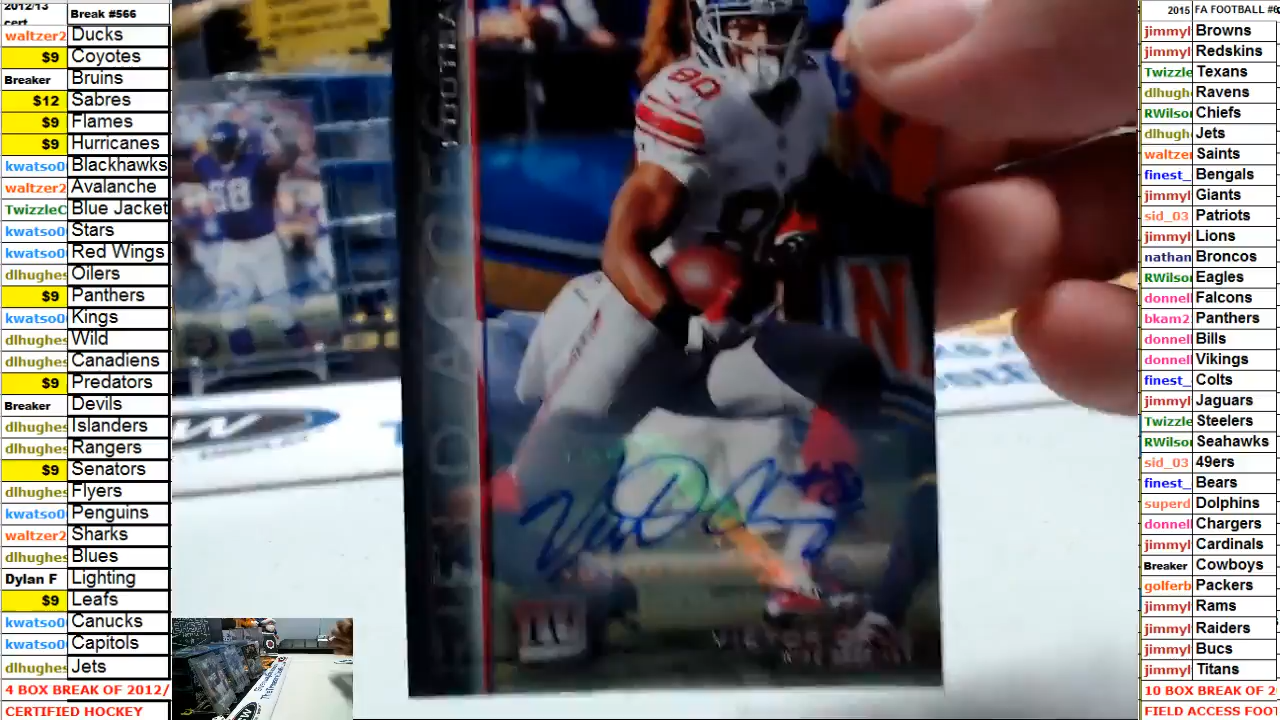 2012/13 cert Break #566
waltzer2 Ducks
$9 Coyotes
Breaker Bruins
$12 Sabres
$9 Flames
$9 Hurricanes
kwatso0 Blackhawks
waltzer2 Avalanche
TwizzleC Blue Jacket
kwatso0 Stars
kwatso0 Red Wings
dlhughes Oilers
$9 Panthers
kwatso0 Kings
dlhughes Wild
dlhughes Canadiens
$9 Predators
Breaker Devils
dlhughes Islanders
dlhughes Rangers
$9 Senators
dlhughes Flyers
kwatso0 Penguins
waltzer2 Sharks
dlhughes Blues
Dylan F Lighting
$9 Leafs
kwatso0 Canucks
kwatso0 Capitols
dlhughes Jets
4 BOX BREAK OF 2012/
CERTIFIED HOCKEY
80
N
2015 FA FOOTBALL #6
jimmyl Browns
jimmyl Redskins
Twizzle Texans
dlhugh Ravens
RWilso Chiefs
dlhugh Jets
waltzer Saints
finest_ Bengals
jimmyl Giants
sid_03 Patriots
jimmyl Lions
nathan Broncos
RWilso Eagles
donnel Falcons
bkam2 Panthers
donnel Bills
donnel Vikings
finest_ Colts
jimmyl Jaguars
Twizzle Steelers
RWilso Seahawks
sid_03 49ers
finest_ Bears
superd Dolphins
donnel Chargers
jimmyl Cardinals
Breaker Cowboys
golferb Packers
jimmyl Rams
jimmyl Raiders
jimmyl Bucs
jimmyl Titans
10 BOX BREAK OF 2
FIELD ACCESS FOOT